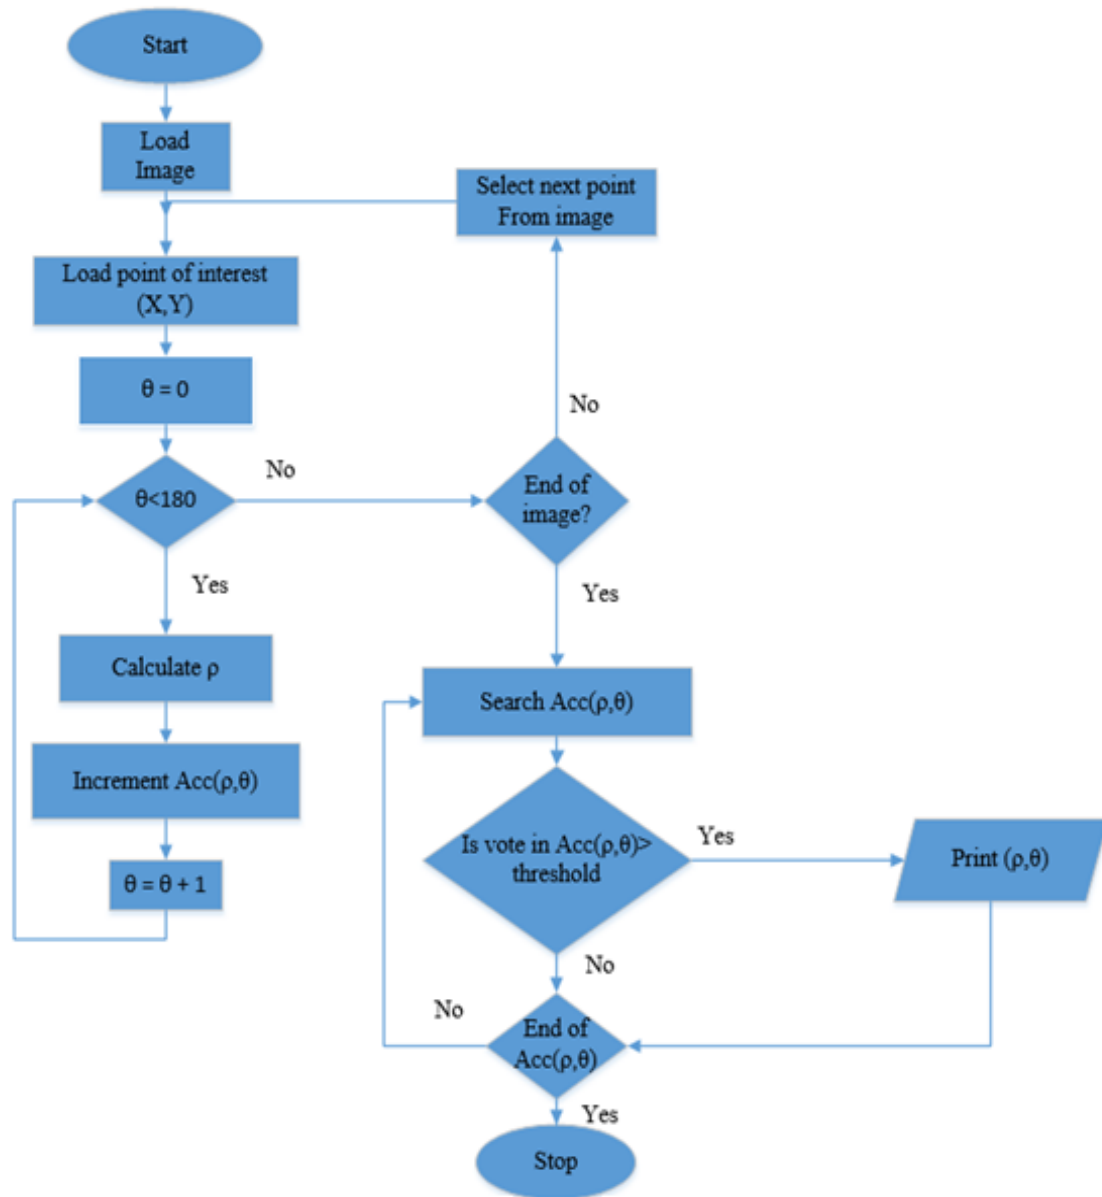 Start
Load
Image
Select next point
From image
Load point of interest
(X,Y)
θ = 0
No
θ<180
No
End of
image?
Yes
Yes
Calculate ρ
Search Acc(ρ,θ)
Increment Acc(ρ,θ)
Is vote in Acc(ρ,θ)>
threshold
Yes
Print (ρ,θ)
θ = θ + 1
No
No
End of
Acc(ρ,θ)
Yes
Stop